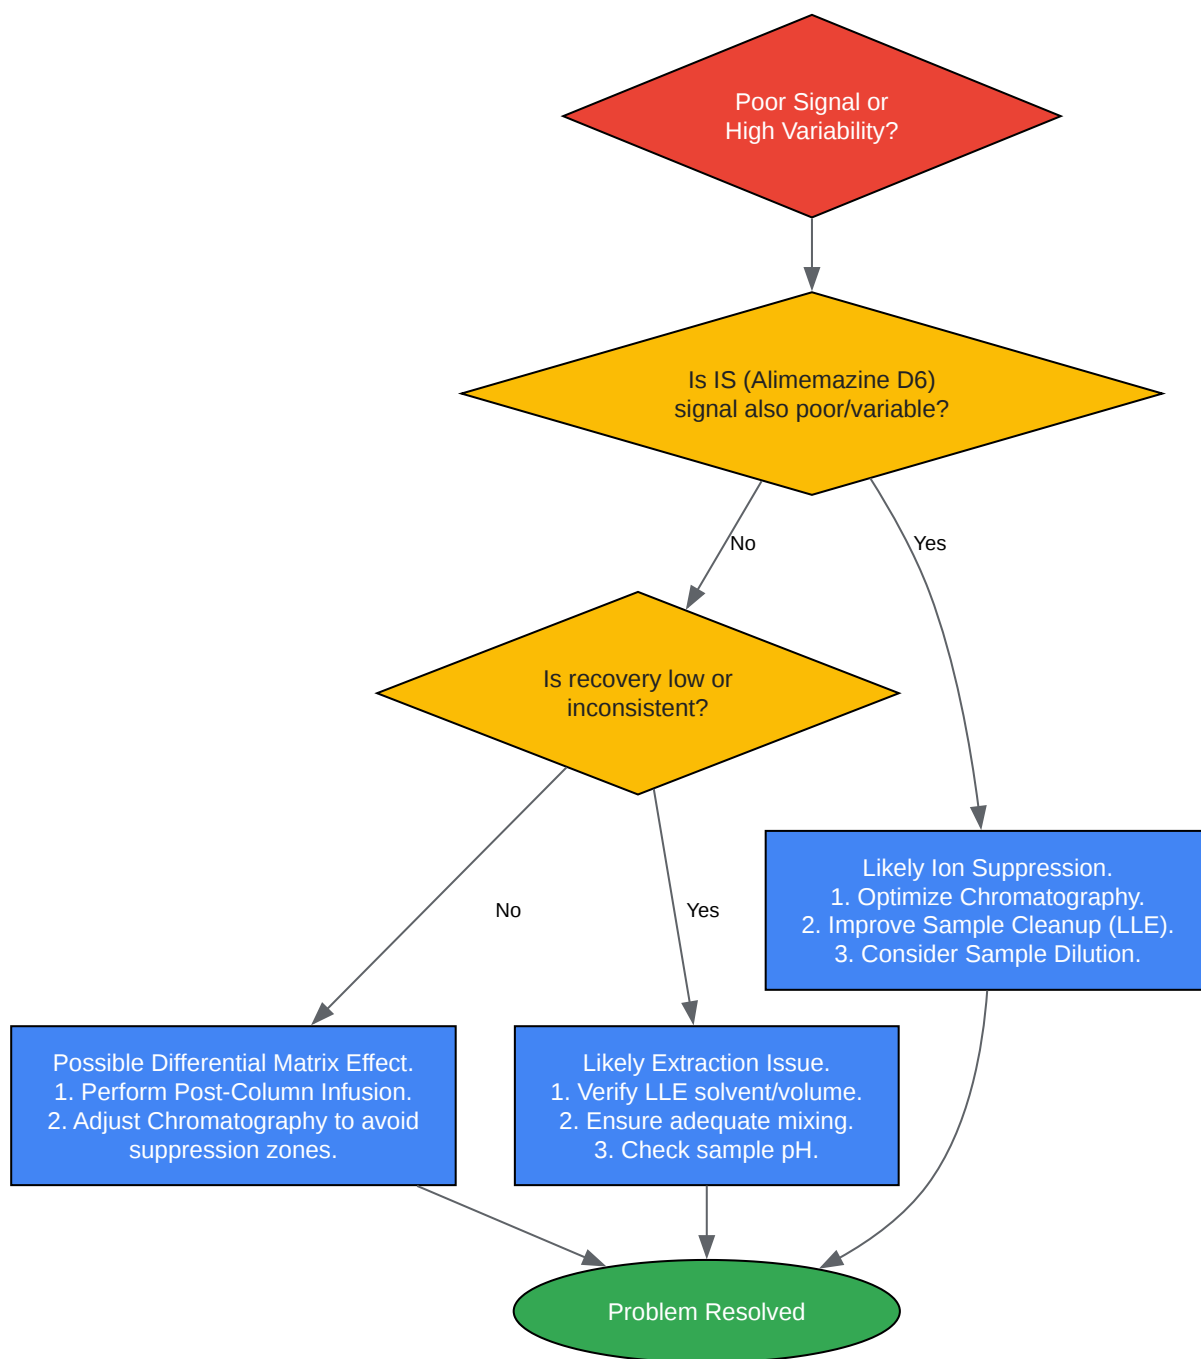 Poor Signal or
High Variability?
Is IS (Alimemazine D6)
signal also poor/variable?
No
Yes
Is recovery low or
inconsistent?
No
Yes
Likely Ion Suppression.
1. Optimize Chromatography.
2. Improve Sample Cleanup (LLE).
3. Consider Sample Dilution.
Possible Differential Matrix Effect.
1. Perform Post-Column Infusion.
2. Adjust Chromatography to avoid
suppression zones.
Likely Extraction Issue.
1. Verify LLE solvent/volume.
2. Ensure adequate mixing.
3. Check sample pH.
Problem Resolved